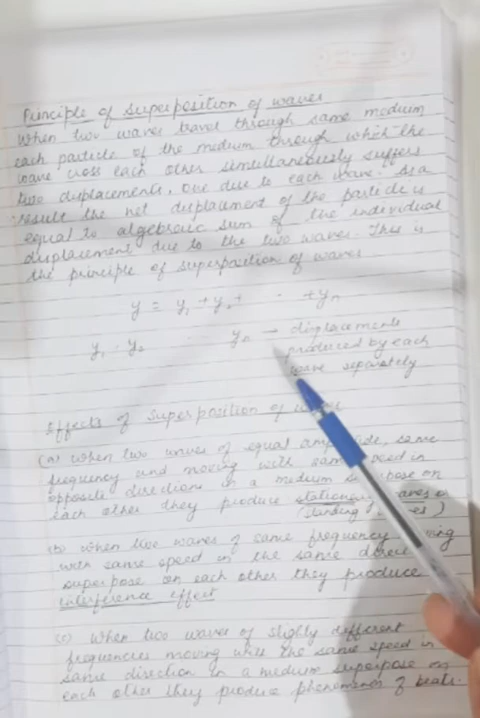 Principle of superposition of waves
When two waves travel through same medium
each particle of the medium through which the
wave cross each other simultaneously suffers
two displacements, one due to each wave. As a
result the net displacement of the particle is
equal to algebraic sum of the individual
displacement due to the two waves. This is
the principle of superposition of waves
y = y₁ + y₂ + . . + yn
y₁ . y₂ . yn → displacements
produced by each
wave separately
Effects of superposition of
(a) When two waves of equal same
frequency and moving with same in
opposite directions in a medium on
each other they produce
(b) When two waves of same frequency
with same speed in the same
superpose on each other they produce
interference effect
(c) When two waves of slighly different
frequencies moving with the same speed in
same direction in a medium superpose on
each other they produce phenomenon of beats.